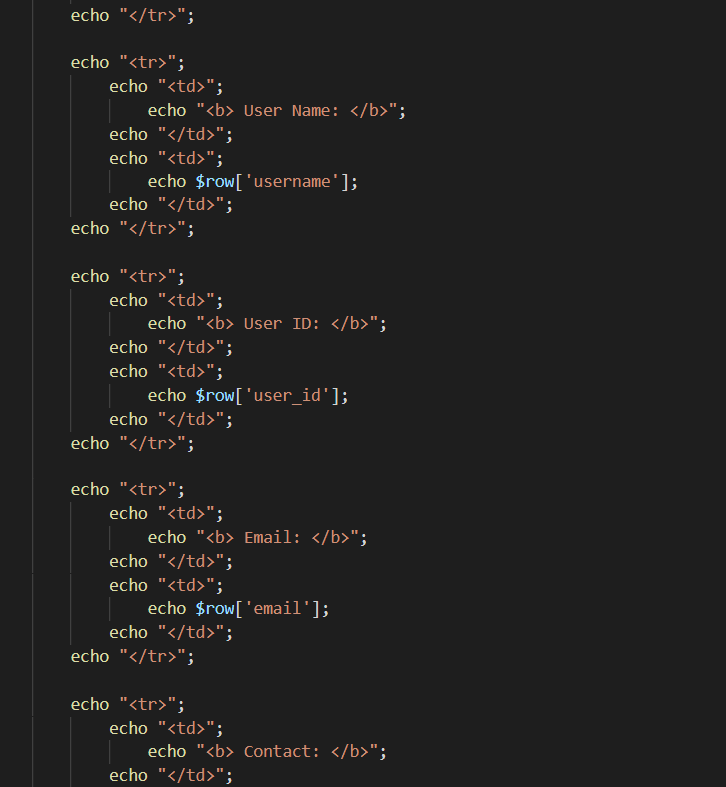 echo "</tr>";
echo "<tr>";
echo "<td>";
echo "<b> User Name: </b>";
echo "</td>";
echo "<td>";
echo $row['username'];
echo "</td>";
echo "</tr>";
echo "<tr>";
echo "<td>";
echo "<b> User ID: </b>";
echo "</td>";
echo "<td>";
echo $row['user_id'];
echo "</td>";
echo "</tr>";
echo "<tr>";
echo "<td>";
echo "<b> Email: </b>";
echo "</td>";
echo "<td>";
echo $row['email'];
echo "</td>";
echo "</tr>";
echo "<tr>";
echo "<td>";
echo "<b> Contact: </b>";
echo "</td>";